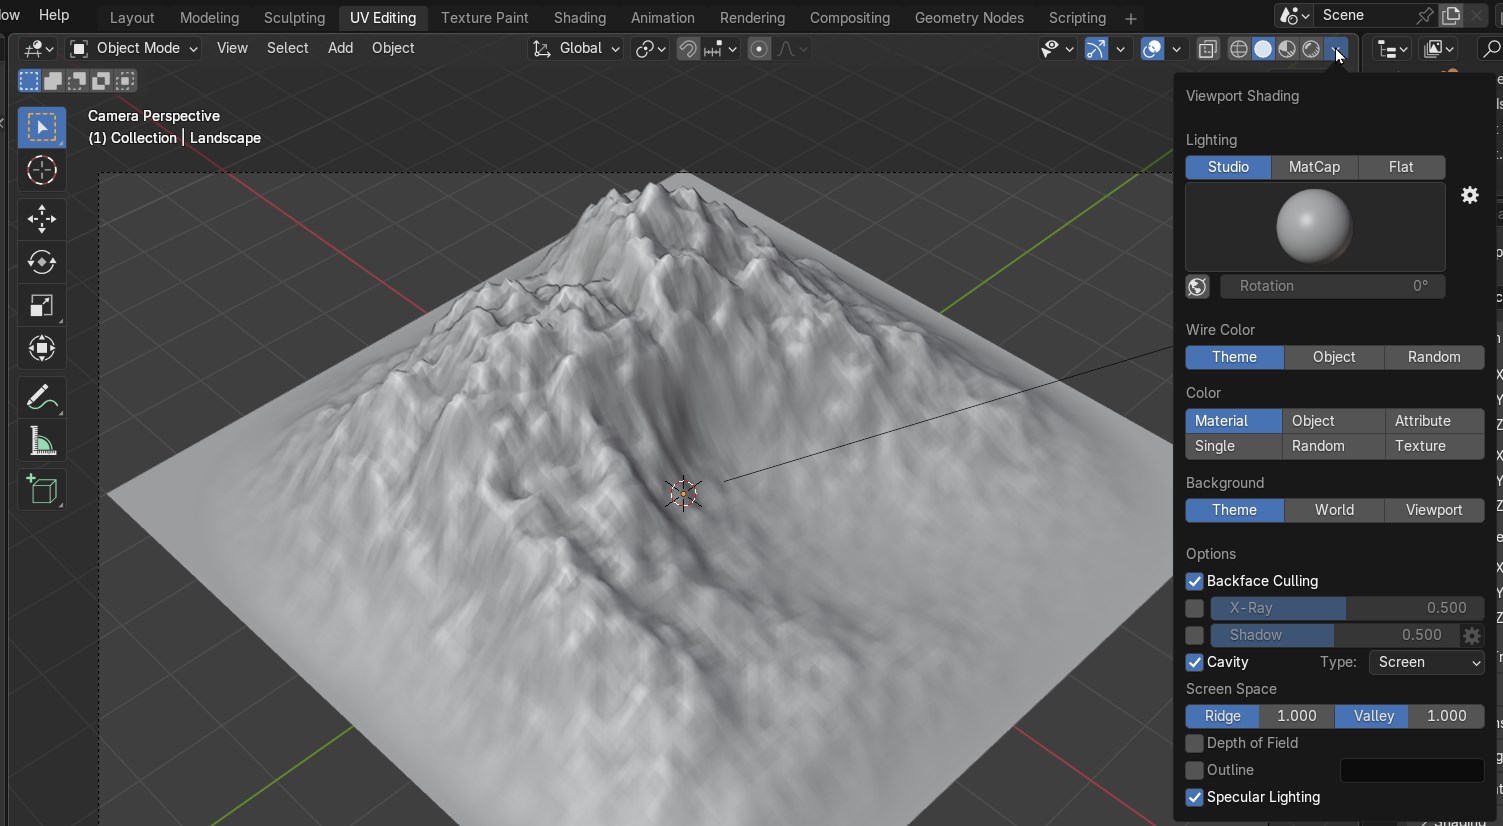 ow Help Layout Modeling Sculpting UV Editing Texture Paint Shading Animation Rendering Compositing Geometry Nodes Scripting + Scene
Object Mode View Select Add Object Global
Camera Perspective
(1) Collection | Landscape
Viewport Shading
Lighting
Studio MatCap Flat
Rotation 0°
Wire Color
Theme Object Random
Color
Material Object Attribute
Single Random Texture
Background
Theme World Viewport
Options
Backface Culling
X-Ray 0.500
Shadow 0.500
Cavity Type: Screen
Screen Space
Ridge 1.000 Valley 1.000
Depth of Field
Outline
Specular Lighting